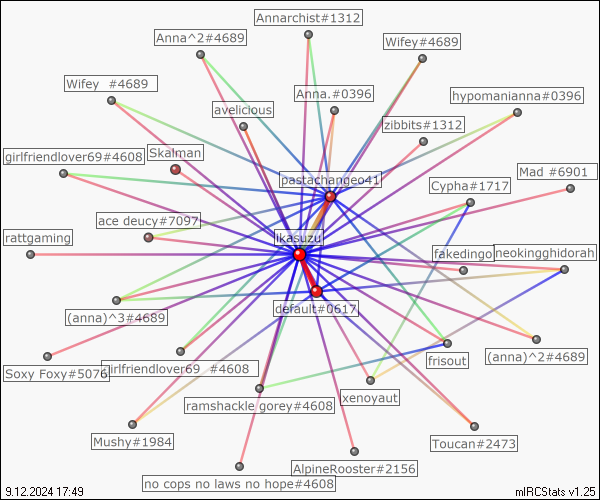 Annarchist#1312
Anna^2#4689
Wifey#4689
Wifey  #4689
Anna.#0396
hypomanianna#0396
avelicious
zibbits#1312
Skalman
girlfriendlover69#4608
pastachangeo41
Mad #6901
Cypha#1717
ace deucy#7097
rattgaming
ikasuzu
fakedingo
neokingghidorah
default#0617
(anna)^3#4689
frisout
(anna)^2#4689
Soxy Foxy#5076
girlfriendlover69  #4608
xenoyaut
ramshackle gorey#4608
Mushy#1984
Toucan#2473
AlpineRooster#2156
no cops no laws no hope#4608
9.12.2024 17:49
mIRCStats v1.25